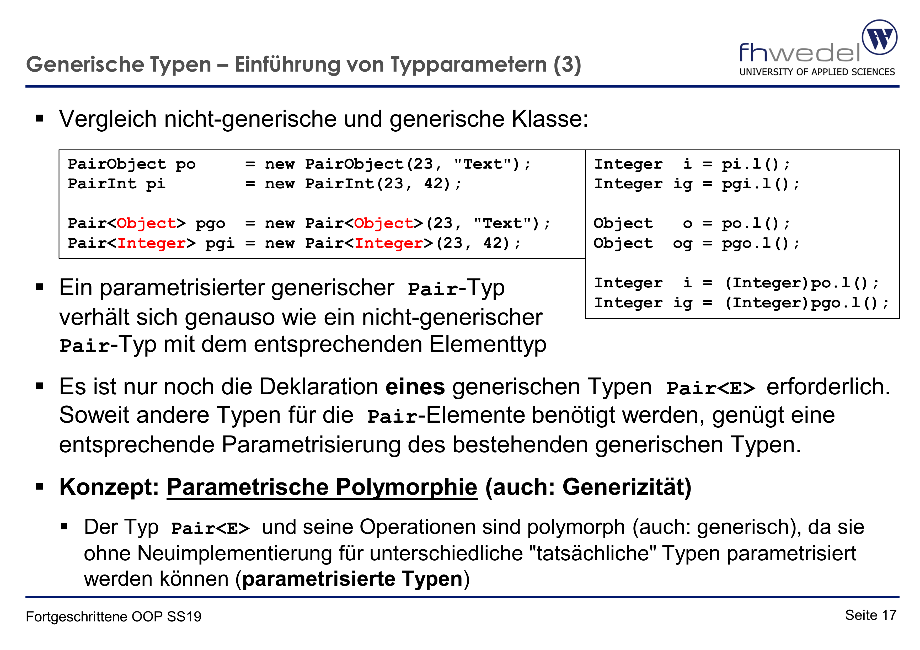 Generische Typen – Einführung von Typparametern (3)
fhwedel
UNIVERSITY OF APPLIED SCIENCES
W
▪ Vergleich nicht-generische und generische Klasse:
PairObject po = new PairObject(23, "Text");
PairInt pi = new PairInt(23, 42);
Pair<Object> pgo = new Pair<Object>(23, "Text");
Pair<Integer> pgi = new Pair<Integer>(23, 42);
Integer i = pi.l();
Integer ig = pgi.l();
Object o = po.l();
Object og = pgo.l();
Integer i = (Integer)po.l();
Integer ig = (Integer)pgo.l();
▪ Ein parametrisierter generischer Pair-Typ
verhält sich genauso wie ein nicht-generischer
Pair-Typ mit dem entsprechenden Elementtyp
▪ Es ist nur noch die Deklaration eines generischen Typen Pair<E> erforderlich.
Soweit andere Typen für die Pair-Elemente benötigt werden, genügt eine
entsprechende Parametrisierung des bestehenden generischen Typen.
▪ Konzept: Parametrische Polymorphie (auch: Generizität)
▪ Der Typ Pair<E> und seine Operationen sind polymorph (auch: generisch), da sie
ohne Neuimplementierung für unterschiedliche "tatsächliche" Typen parametrisiert
werden können (parametrisierte Typen)
Fortgeschrittene OOP SS19
Seite 17